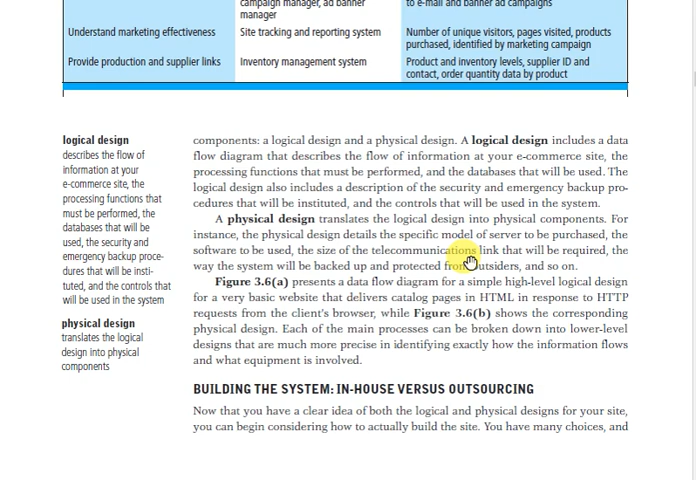 campaign manager, ad banner
manager
to e-mail and banner ad campaigns
Understand marketing effectiveness
Site tracking and reporting system
Number of unique visitors, pages visited, products
purchased, identified by marketing campaign
Provide production and supplier links
Inventory management system
Product and inventory levels, supplier ID and
contact, order quantity data by product
logical design
describes the flow of
information at your
e-commerce site, the
processing functions that
must be performed, the
databases that will be
used, the security and
emergency backup proce-
dures that will be insti-
tuted, and the controls that
will be used in the system
physical design
translates the logical
design into physical
components
components: a logical design and a physical design. A logical design includes a data
flow diagram that describes the flow of information at your e-commerce site, the
processing functions that must be performed, and the databases that will be used. The
logical design also includes a description of the security and emergency backup pro-
cedures that will be instituted, and the controls that will be used in the system.
A physical design translates the logical design into physical components. For
instance, the physical design details the specific model of server to be purchased, the
software to be used, the size of the telecommunications link that will be required, the
way the system will be backed up and protected from outsiders, and so on.
Figure 3.6(a) presents a data flow diagram for a simple high-level logical design
for a very basic website that delivers catalog pages in HTML in response to HTTP
requests from the client's browser, while Figure 3.6(b) shows the corresponding
physical design. Each of the main processes can be broken down into lower-level
designs that are much more precise in identifying exactly how the information flows
and what equipment is involved.
BUILDING THE SYSTEM: IN-HOUSE VERSUS OUTSOURCING
Now that you have a clear idea of both the logical and physical designs for your site,
you can begin considering how to actually build the site. You have many choices, and